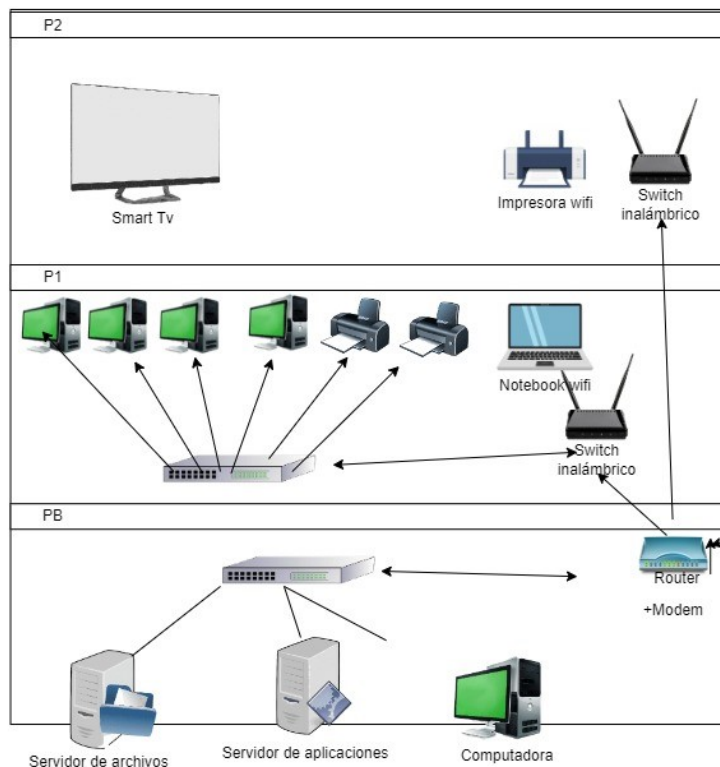 P2
Smart Tv
Impresora wifi
Switch
inalámbrico
P1
Notebook wifi
Switch
inalámbrico
PB
Router
+Modem
Servidor de archivos
Servidor de aplicaciones
Computadora